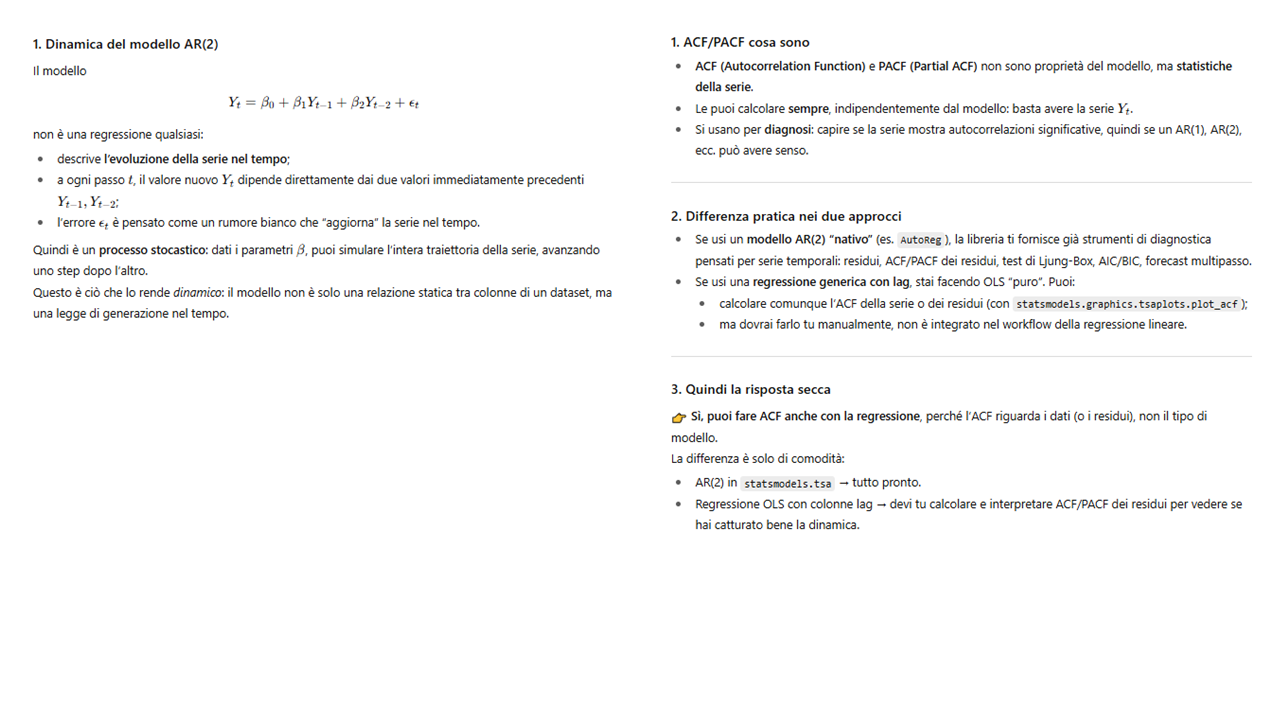 1. Dinamica del modello AR(2)
Il modello
Yₜ = β₀ + β₁Yₜ₋₁ + β₂Yₜ₋₂ + ϵₜ
non è una regressione qualsiasi:
• descrive l’evoluzione della serie nel tempo;
• a ogni passo t, il valore nuovo Yₜ dipende direttamente dai due valori immediatamente precedenti
Yₜ₋₁, Yₜ₋₂;
• l’errore ϵₜ è pensato come un rumore bianco che “aggiorna” la serie nel tempo.
Quindi è un processo stocastico: dati i parametri β, puoi simulare l’intera traiettoria della serie, avanzando
uno step dopo l’altro.
Questo è ciò che lo rende dinamico: il modello non è solo una relazione statica tra colonne di un dataset, ma
una legge di generazione nel tempo.
1. ACF/PACF cosa sono
• ACF (Autocorrelation Function) e PACF (Partial ACF) non sono proprietà del modello, ma statistiche
della serie.
• Le puoi calcolare sempre, indipendentemente dal modello: basta avere la serie Yₜ.
• Si usano per diagnosi: capire se la serie mostra autocorrelazioni significative, quindi se un AR(1), AR(2),
ecc. può avere senso.
2. Differenza pratica nei due approcci
• Se usi un modello AR(2) “nativo” (es. AutoReg), la libreria ti fornisce già strumenti di diagnostica
pensati per serie temporali: residui, ACF/PACF dei residui, test di Ljung-Box, AIC/BIC, forecast multipasso.
• Se usi una regressione generica con lag, stai facendo OLS “puro”. Puoi:
• calcolare comunque l’ACF della serie o dei residui (con statsmodels.graphics.tsaplots.plot_acf);
• ma dovrai farlo tu manualmente, non è integrato nel workflow della regressione lineare.
3. Quindi la risposta secca
👉 Sì, puoi fare ACF anche con la regressione, perché l’ACF riguarda i dati (o i residui), non il tipo di
modello.
La differenza è solo di comodità:
• AR(2) in statsmodels.tsa → tutto pronto.
• Regressione OLS con colonne lag → devi tu calcolare e interpretare ACF/PACF dei residui per vedere se
hai catturato bene la dinamica.